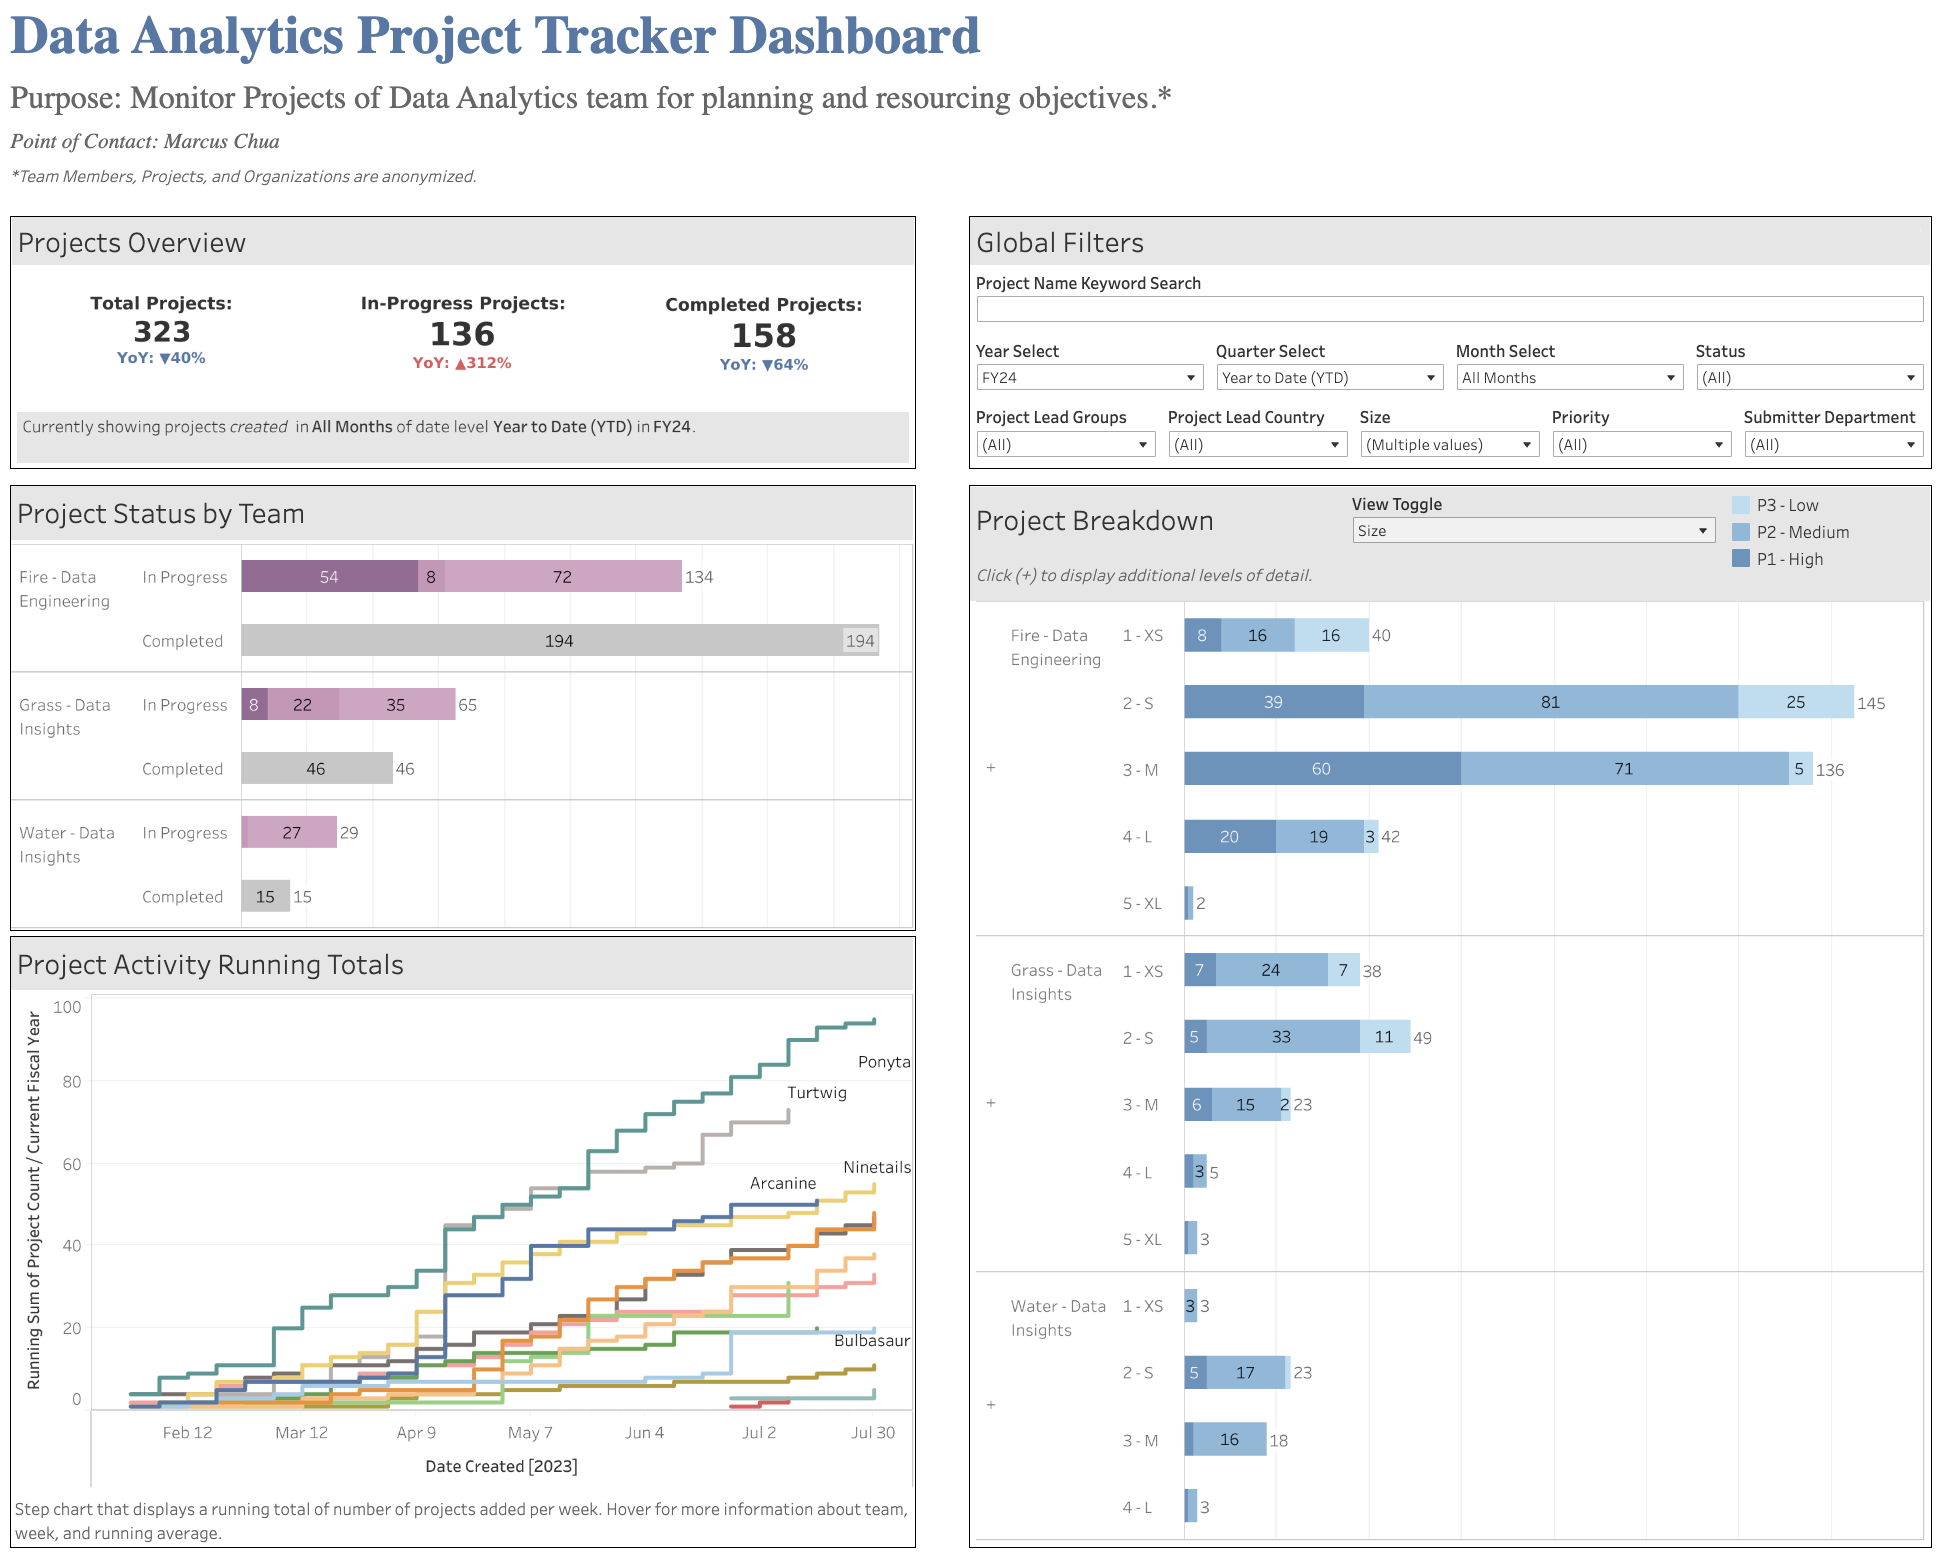 Data Analytics Project Tracker Dashboard
Purpose: Monitor Projects of Data Analytics team for planning and resourcing objectives.*
Point of Contact: Marcus Chua
*Team Members, Projects, and Organizations are anonymized.
Projects Overview
Total Projects:
323
YoY: ▼40%
In-Progress Projects:
136
YoY: ▲312%
Completed Projects:
158
YoY: ▼64%
Currently showing projects created in All Months of date level Year to Date (YTD) in FY24.
Global Filters
Project Name Keyword Search
Year Select Quarter Select Month Select Status
FY24 Year to Date (YTD) All Months (All)
Project Lead Groups Project Lead Country Size Priority Submitter Department
(All) (All) (Multiple values) (All) (All)
Project Status by Team
Fire - Data
Engineering
In Progress 54 8 72 134
Completed 194 194
Grass - Data
Insights
In Progress 8 22 35 65
Completed 46 46
Water - Data
Insights
In Progress 27 29
Completed 15 15
Project Activity Running Totals
Running Sum of Project Count / Current Fiscal Year
100
80
60
40
20
0
Ponyta
Turtwig
Ninetails
Arcanine
Bulbasaur
Feb 12 Mar 12 Apr 9 May 7 Jun 4 Jul 2 Jul 30
Date Created [2023]
Step chart that displays a running total of number of projects added per week. Hover for more information about team,
week, and running average.
Project Breakdown
View Toggle
Size
P3 - Low
P2 - Medium
P1 - High
Click (+) to display additional levels of detail.
Fire - Data
Engineering
1 - XS 8 16 16 40
2 - S 39 81 25 145
+ 3 - M 60 71 5 136
4 - L 20 19 3 42
5 - XL 2
Grass - Data
Insights
1 - XS 7 24 7 38
2 - S 5 33 11 49
+ 3 - M 6 15 2 23
4 - L 3 5
5 - XL 3
Water - Data
Insights
1 - XS 3 3
2 - S 5 17 23
+
3 - M 16 18
4 - L 3